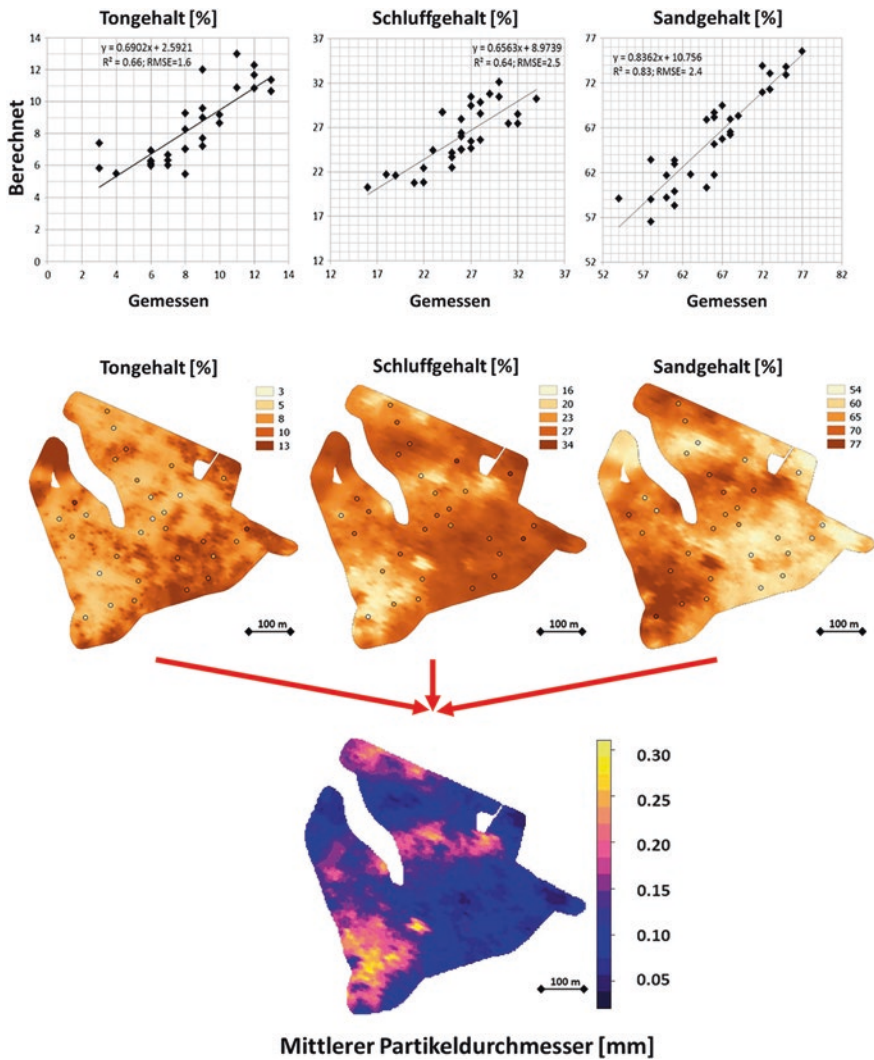 Tongehalt [%]
Schluffgehalt [%]
Sandgehalt [%]
y = 0.6902x + 2.5921
R² = 0.66; RMSE=1.6
y = 0.6563x + 8.9739
R² = 0.64; RMSE=2.5
y = 0.8362x + 10.756
R² = 0.83; RMSE= 2.4
Berechnet
14
12
10
8
6
4
2
0
0 2 4 6 8 10 12 14
37
32
27
22
17
12
12 17 22 27 32 37
77
72
67
62
57
52
52 57 62 67 72 77 82
Gemessen
Gemessen
Gemessen
Tongehalt [%]
Schluffgehalt [%]
Sandgehalt [%]
3
5
8
10
13
16
20
23
27
34
54
60
65
70
77
100 m
100 m
100 m
0.30
0.25
0.20
0.15
0.10
0.05
100 m
Mittlerer Partikeldurchmesser [mm]